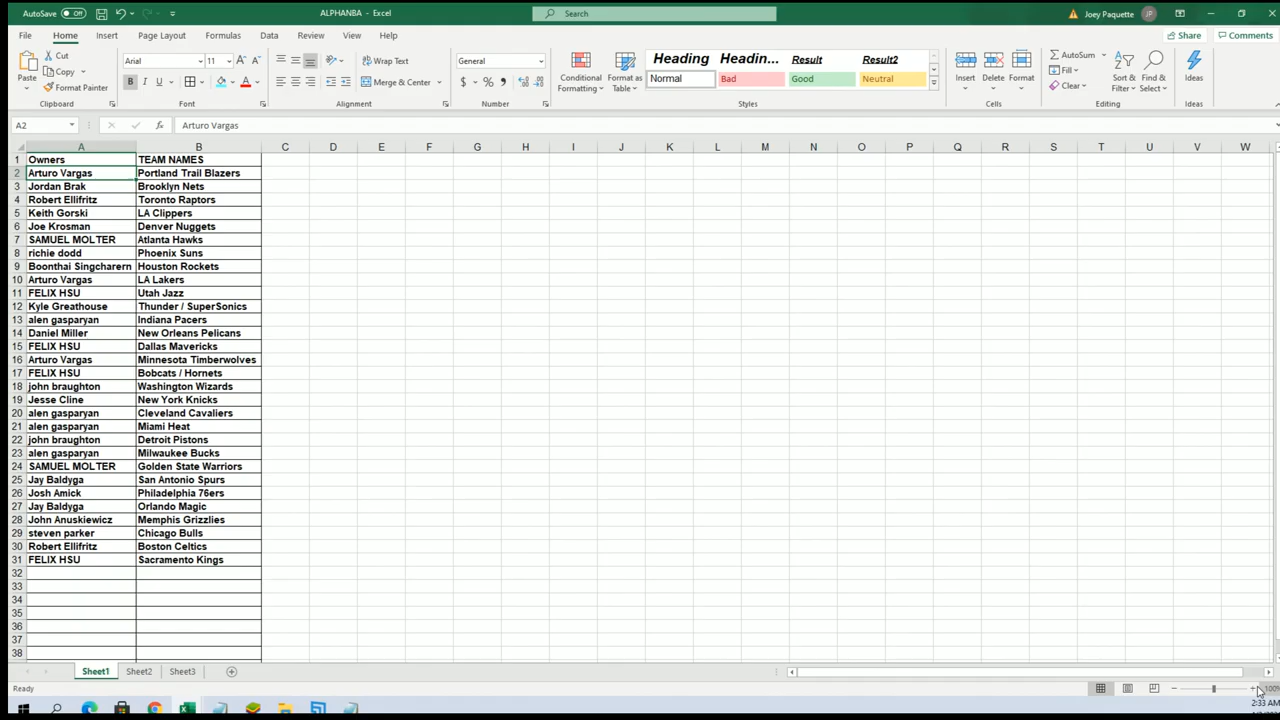 AutoSave Off ALPHANBA - Excel Search Joey Paquette JP
File Home Insert Page Layout Formulas Data Review View Help Share Comments
Paste Cut Copy Format Painter Clipboard
Arial 11 B I U Font
Wrap Text Merge & Center Alignment
General $ % Number
Conditional Formatting Format as Table
Heading Headin... Result Result2
Normal Bad Good Neutral Styles
Insert Delete Format Cells
AutoSum Fill Clear Sort & Filter Find & Select Editing
Ideas Ideas
A2 fx Arturo Vargas
A B C D E F G H I J K L M N O P Q R S T U V W
1 Owners TEAM NAMES
2 Arturo Vargas Portland Trail Blazers
3 Jordan Brak Brooklyn Nets
4 Robert Ellifritz Toronto Raptors
5 Keith Gorski LA Clippers
6 Joe Krosman Denver Nuggets
7 SAMUEL MOLTER Atlanta Hawks
8 richie dodd Phoenix Suns
9 Boonthai Singcharern Houston Rockets
10 Arturo Vargas LA Lakers
11 FELIX HSU Utah Jazz
12 Kyle Greathouse Thunder / SuperSonics
13 alen gasparyan Indiana Pacers
14 Daniel Miller New Orleans Pelicans
15 FELIX HSU Dallas Mavericks
16 Arturo Vargas Minnesota Timberwolves
17 FELIX HSU Bobcats / Hornets
18 john braughton Washington Wizards
19 Jesse Cline New York Knicks
20 alen gasparyan Cleveland Cavaliers
21 alen gasparyan Miami Heat
22 john braughton Detroit Pistons
23 alen gasparyan Milwaukee Bucks
24 SAMUEL MOLTER Golden State Warriors
25 Jay Baldyga San Antonio Spurs
26 Josh Amick Philadelphia 76ers
27 Jay Baldyga Orlando Magic
28 John Anuskiewicz Memphis Grizzlies
29 steven parker Chicago Bulls
30 Robert Ellifritz Boston Celtics
31 FELIX HSU Sacramento Kings
32
33
34
35
36
37
38
Sheet1 Sheet2 Sheet3
Ready 100%
2:33 AM